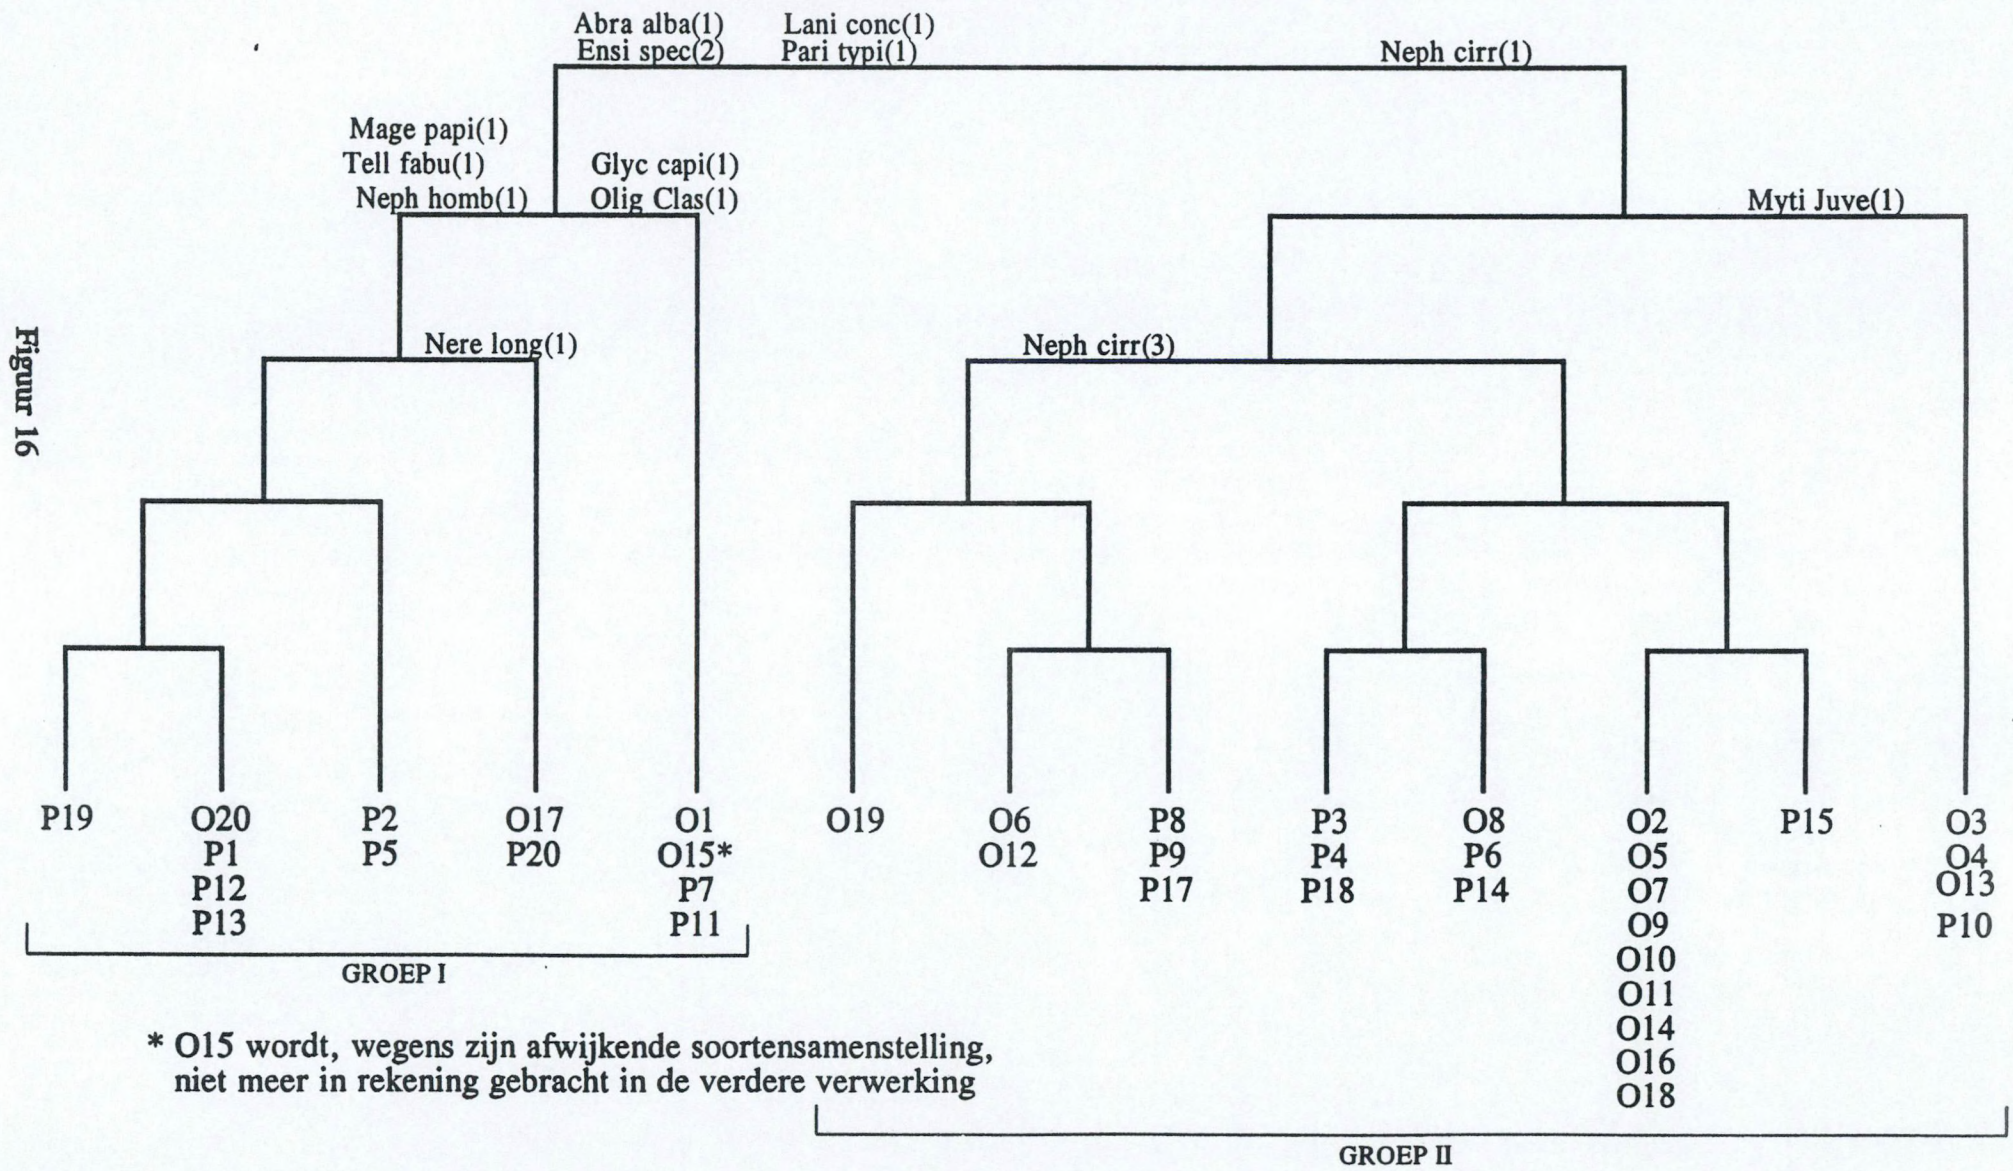 Abra alba(1) Lani conc(1)
Ensi spec(2) Pari typi(1) Neph cirr(1)
Mage papi(1)
Tell fabu(1) Glyc capi(1)
Neph homb(1) Olig Clas(1) Myti Juve(1)
Figuur 16
Nere long(1) Neph cirr(3)
P19 O20 P2 O17 O1 O19 O6 P8 P3 O8 O2 P15 O3
P1 P5 P20 O15* O12 P9 P4 P6 O5 O4
P12 P7 P17 P18 P14 O7 O13
P13 P11 O9 P10
O10
GROEP I
O11
O14
* O15 wordt, wegens zijn afwijkende soortensamenstelling,
O16
niet meer in rekening gebracht in de verdere verwerking
O18
GROEP II